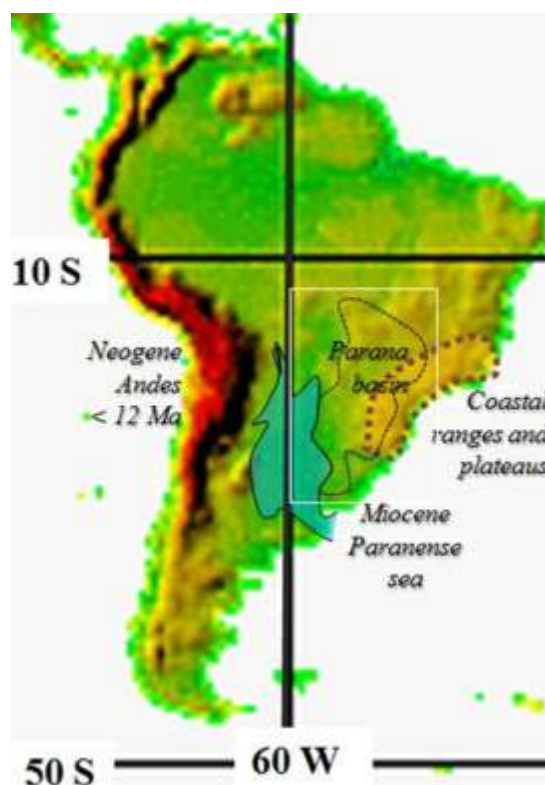 10 S
Neogene
Andes
< 12 Ma
Parana
basin
Coastal
ranges and
plateaus
Miocene
Paranense
sea
60 W
50 S